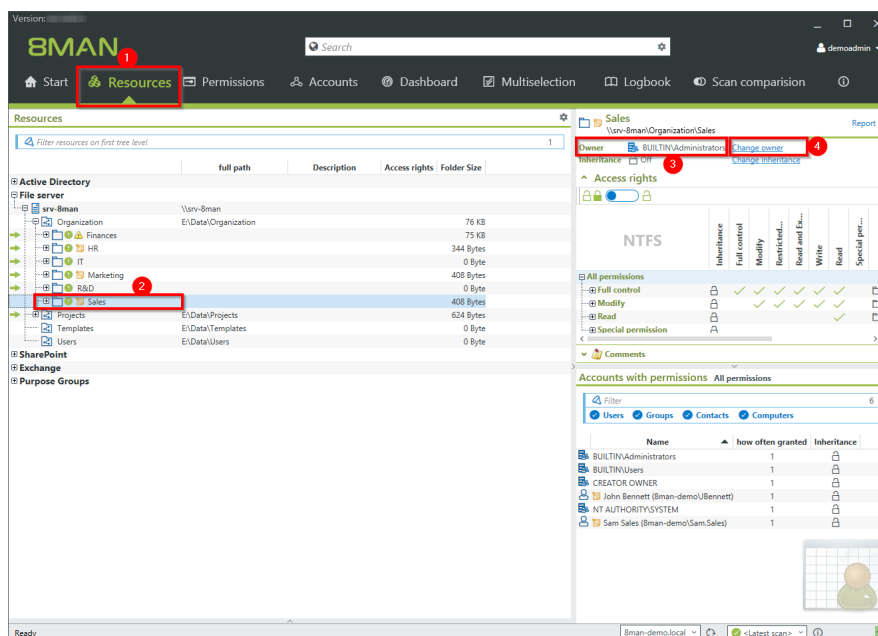 Version:
8MAN
1
Search
demoadmin
Start Resources Permissions Accounts Dashboard Multiselection Logbook Scan comparision
Resources
Filter resources on first tree level 1
full path Description Access rights Folder Size
Active Directory
File server
srv-8man \\srv-8man
Organization E:\Data\Organization 76 KB
Finances 75 KB
HR 344 Bytes
IT 0 Byte
Marketing 408 Bytes
R&D 0 Byte
2
Sales 408 Bytes
Projects E:\Data\Projects 624 Bytes
Templates E:\Data\Templates 0 Byte
Users E:\Data\Users 0 Byte
SharePoint
Exchange
Purpose Groups
Sales
\\srv-8man\Organization\Sales
Report
Owner BUILTIN\Administrators Change owner 4
Inheritance Off 3 Change inheritance
Access rights
NTFS
Inheritance
Full control
Modify
Restricted...
Read and Ex...
Write
Read
Special per...
All permissions
Full control
Modify
Read
Special permission
Comments
Accounts with permissions All permissions
Filter 6
Users Groups Contacts Computers
Name how often granted Inheritance
BUILTIN\Administrators 1
BUILTIN\Users 1
CREATOR OWNER 1
John Bennett (8man-demo\JBennett) 1
NT AUTHORITY\SYSTEM 1
Sam Sales (8man-demo\Sam.Sales) 1
Ready 8man-demo.local <Latest scan>